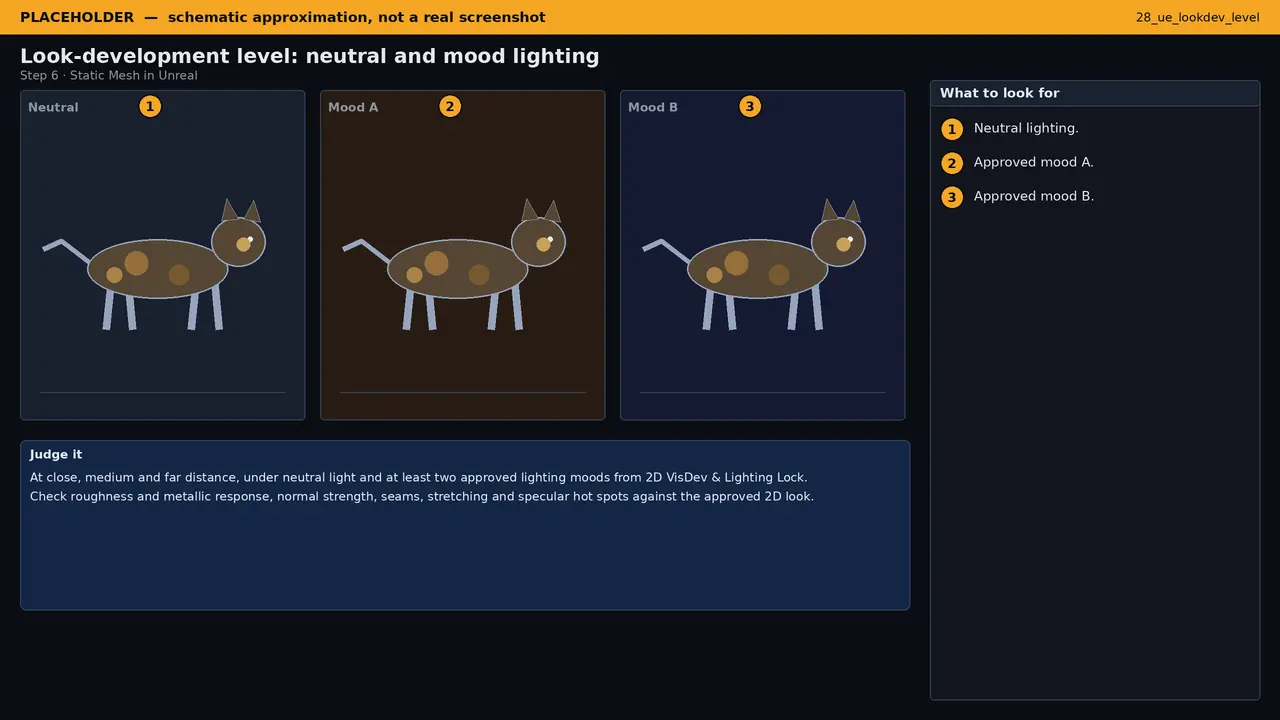 PLACEHOLDER — schematic approximation, not a real screenshot
28_ue_lookdev_level
Look-development level: neutral and mood lighting
Step 6 · Static Mesh in Unreal
Neutral 1
Mood A 2
Mood B 3
What to look for
1 Neutral lighting.
2 Approved mood A.
3 Approved mood B.
Judge it
At close, medium and far distance, under neutral light and at least two approved lighting moods from 2D VisDev & Lighting Lock.
Check roughness and metallic response, normal strength, seams, stretching and specular hot spots against the approved 2D look.